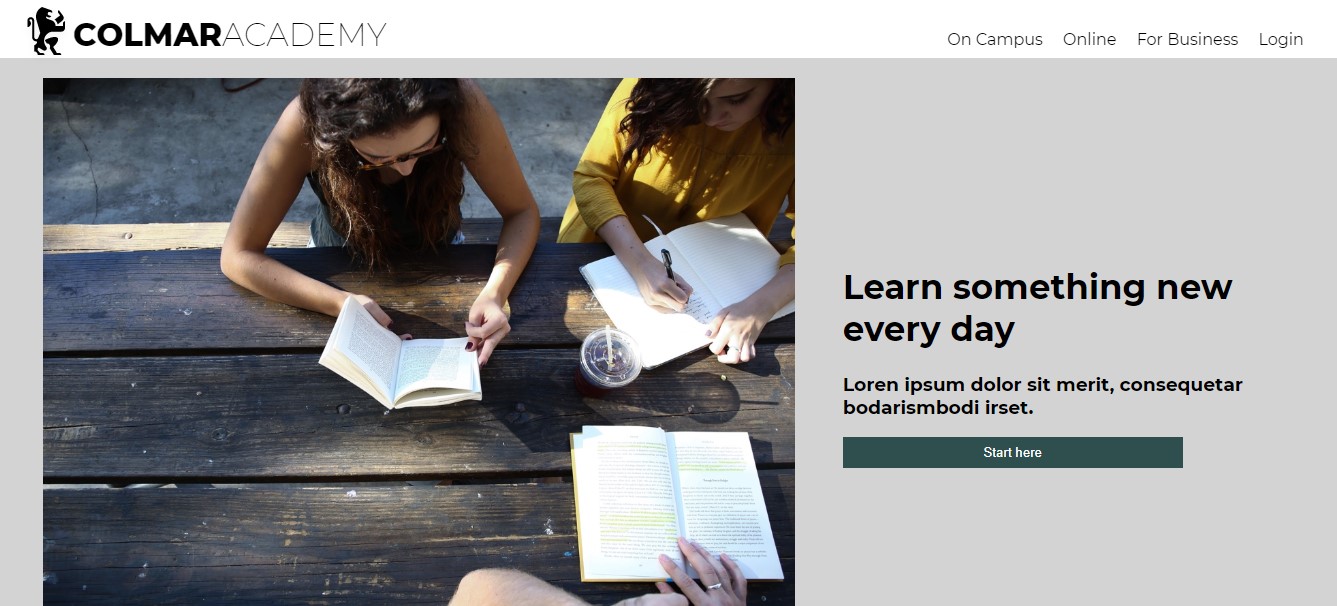 COLMARACADEMY
On Campus Online For Business Login
Learn something new
every day
Loren ipsum dolor sit merit, consequetar
bodarismbodi irset.
Start here